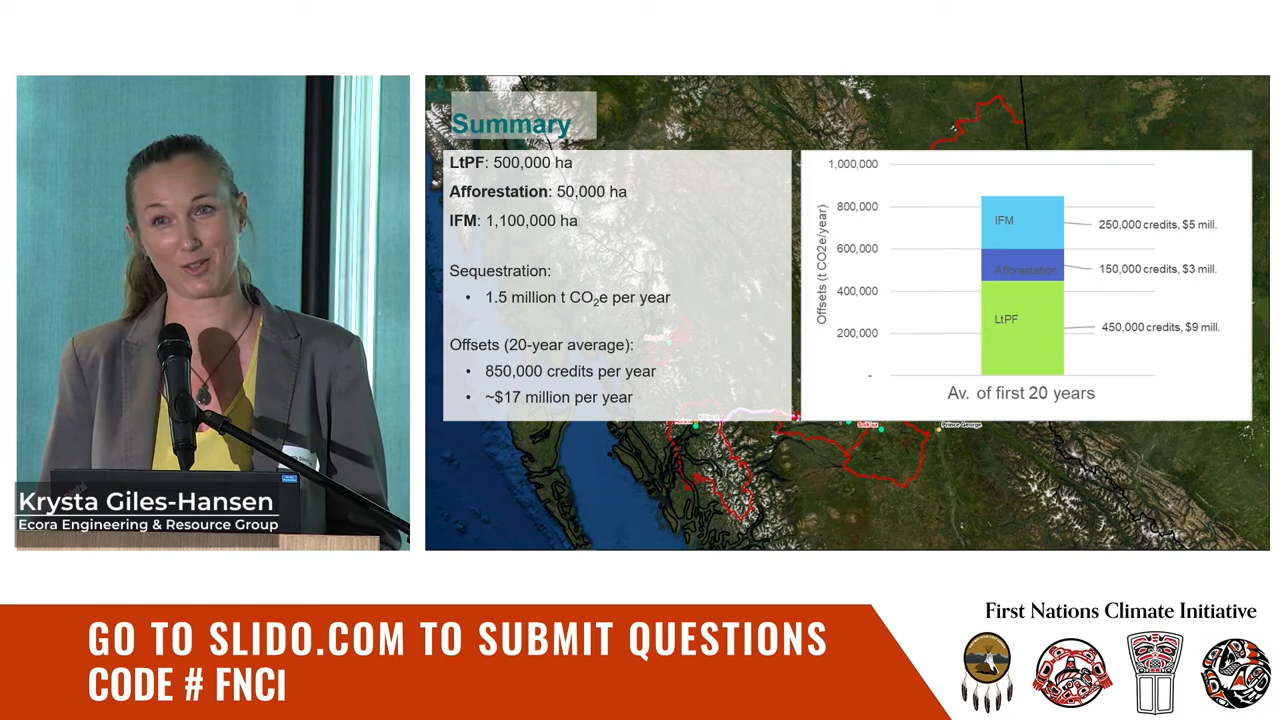 Summary
LtPF: 500,000 ha
Afforestation: 50,000 ha
IFM: 1,100,000 ha
Sequestration:
• 1.5 million t CO₂e per year
Offsets (20-year average):
• 850,000 credits per year
• ~$17 million per year
Offsets (t CO2e/year)
1,000,000
800,000
600,000
400,000
200,000
-
IFM
Afforestation
LtPF
250,000 credits, $5 mill.
150,000 credits, $3 mill.
450,000 credits, $9 mill.
Av. of first 20 years
Prince George
Krysta Giles-Hansen
Ecora Engineering & Resource Group
GO TO SLIDO.COM TO SUBMIT QUESTIONS
CODE # FNCI
First Nations Climate Initiative